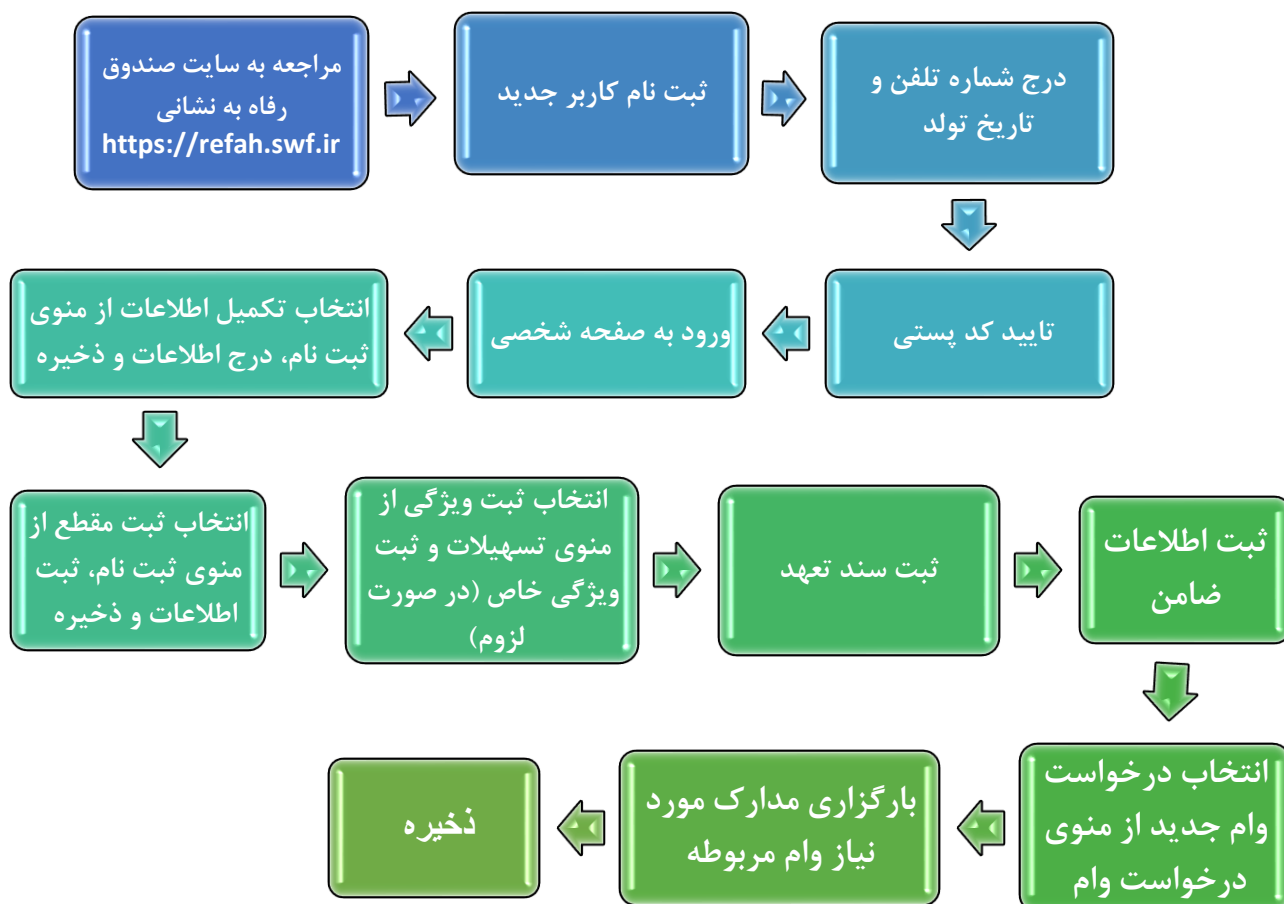 مراجعه به سایت صندوق
رفاه به نشانی
https://refah.swf.ir
ثبت نام کاربر جدید
درج شماره تلفن و
تاریخ تولد
تایید کد پستی
ورود به صفحه شخصی
انتخاب تکمیل اطلاعات از منوی
ثبت نام، درج اطلاعات و ذخیره
انتخاب ثبت مقطع از
منوی ثبت نام، ثبت
اطلاعات و ذخیره
انتخاب ثبت ویژگی از
منوی تسهیلات و ثبت
ویژگی خاص (در صورت
لزوم)
ثبت سند تعهد
ثبت اطلاعات
ضامن
انتخاب درخواست
وام جدید از منوی
درخواست وام
بارگزاری مدارک مورد
نیاز وام مربوطه
ذخیره